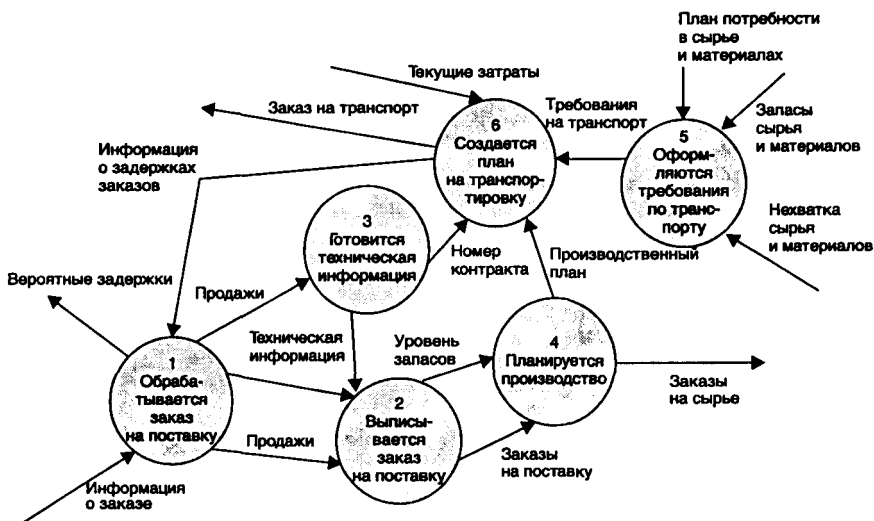 План потребности
в сырье
и материалах
Текущие затраты
Заказ на транспорт
Требования
на транспорт
Запасы
сырья
и материалов
6
Создается
план
на транспор-
тировку
5
Оформ-
ляются
требования
по транс-
порту
Информация
о задержках
заказов
3
Готовится
техническая
информация
Нехватка
сырья
и материалов
Номер
контракта
Производственный
план
Вероятные задержки
Продажи
Техническая
информация
Уровень
запасов
4
Планируется
производство
1
Обраба-
тывается
заказ
на поставку
Заказы
на сырье
2
Выписы-
вается
заказ
на поставку
Продажи
Заказы
на поставку
Информация
о заказе